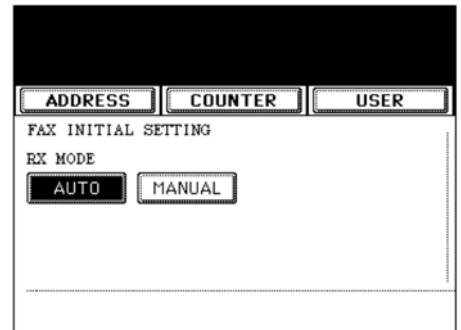 ADDRESS COUNTER USER
FAX INITIAL SETTING
RX MODE
AUTO MANUAL